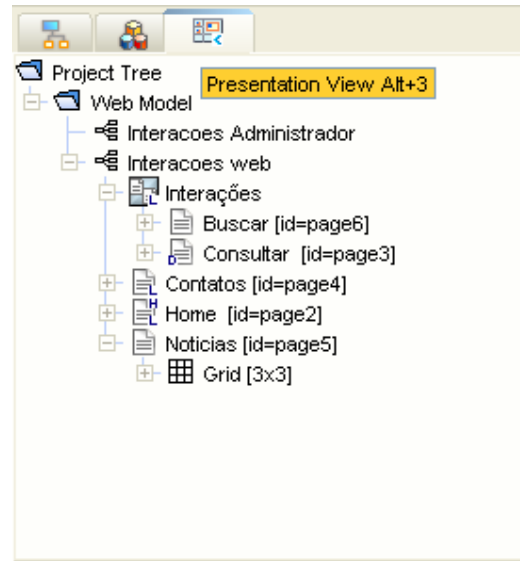 Project Tree
Presentation View Alt+3
Web Model
Interacoes Administrador
Interacoes web
Interações
Buscar [id=page6]
Consultar [id=page3]
Contatos [id=page4]
Home [id=page2]
Noticias [id=page5]
Grid [3x3]